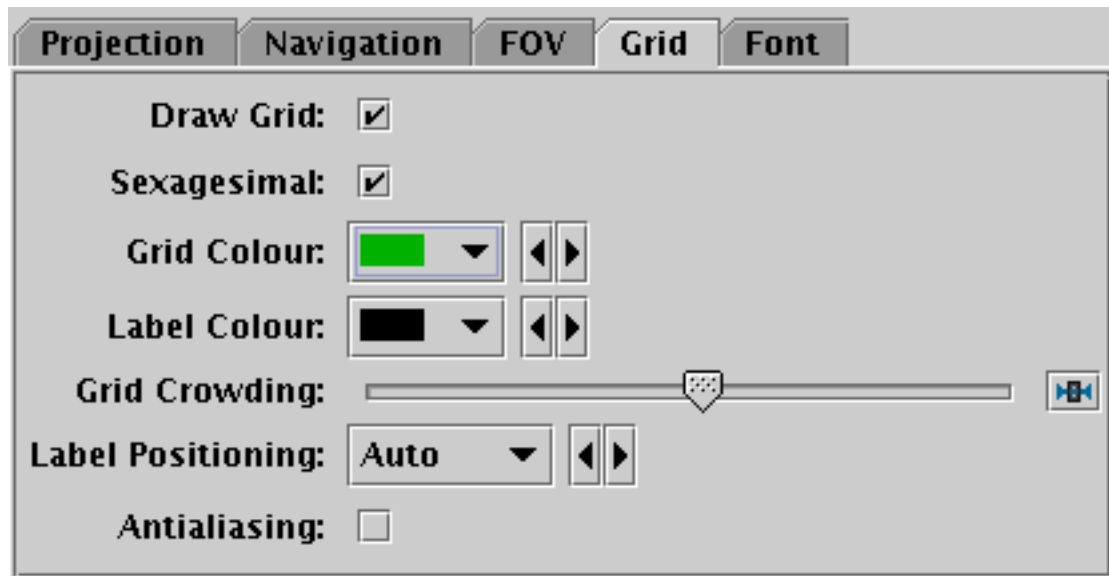 Projection Navigation FOV Grid Font
Draw Grid:
Sexagesimal:
Grid Colour:
Label Colour:
Grid Crowding:
Label Positioning: Auto
Antialiasing: